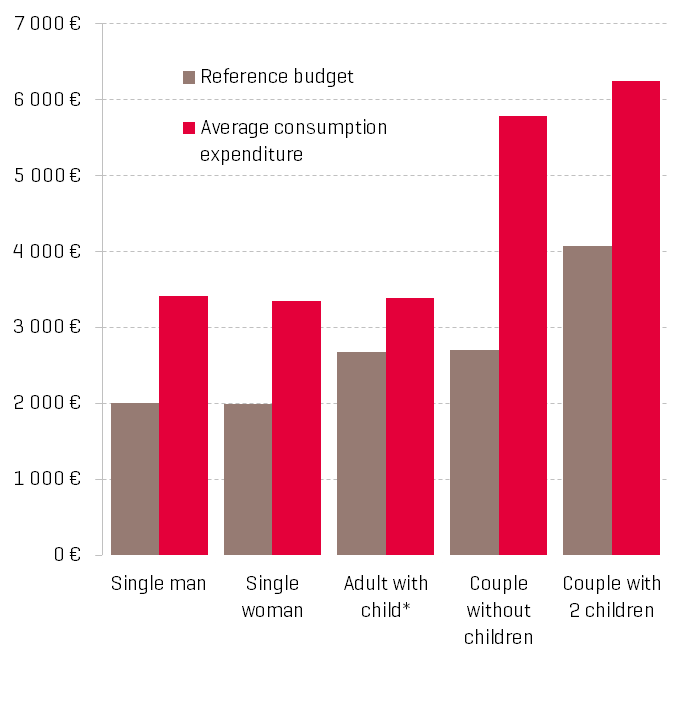 7 000 €
6 000 €
5 000 €
4 000 €
3 000 €
2 000 €
1 000 €
0 €
Reference budget
Average consumption
expenditure
Single man
Single
woman
Adult with
child*
Couple
without
children
Couple with
2 children